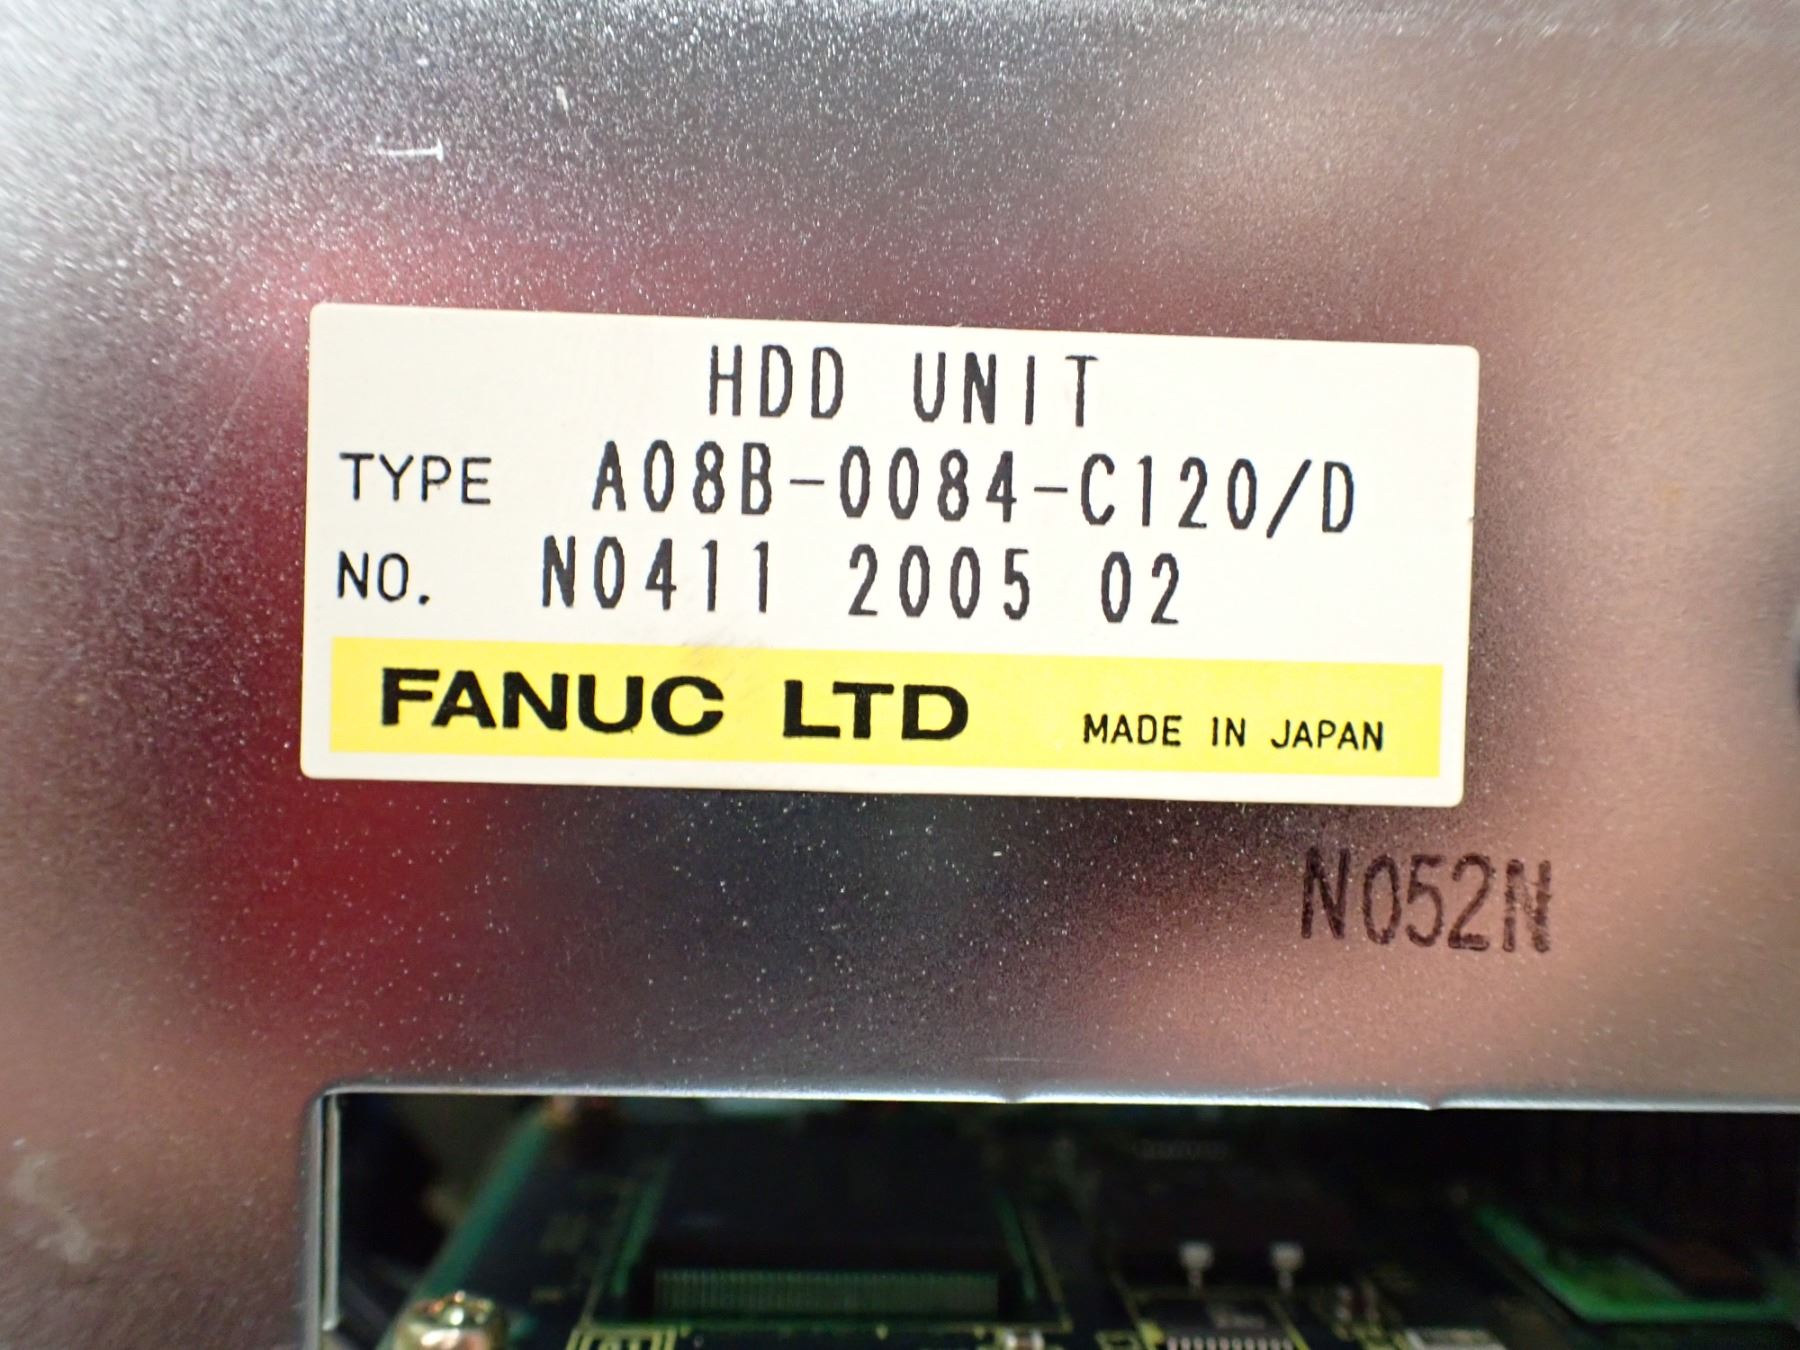 HDD UNIT
TYPE A08B-0084-C120/D
NO. N0411 2005 02
FANUC LTD MADE IN JAPAN
N052N